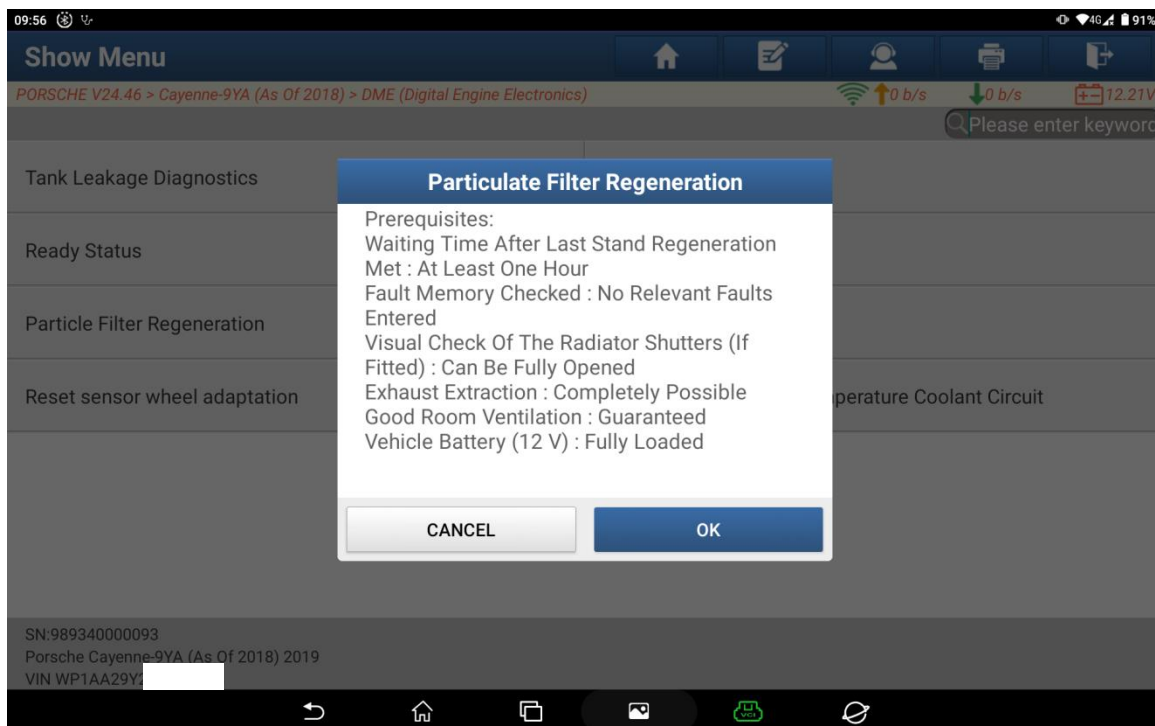 09:56
4G 91%
Show Menu
PORSCHE V24.46 > Cayenne-9YA (As Of 2018) > DME (Digital Engine Electronics)
0 b/s
0 b/s
12.21V
Please enter keyword
Tank Leakage Diagnostics
Ready Status
Particle Filter Regeneration
Reset sensor wheel adaptation
perature Coolant Circuit
Particulate Filter Regeneration
Prerequisites:
Waiting Time After Last Stand Regeneration
Met : At Least One Hour
Fault Memory Checked : No Relevant Faults
Entered
Visual Check Of The Radiator Shutters (If
Fitted) : Can Be Fully Opened
Exhaust Extraction : Completely Possible
Good Room Ventilation : Guaranteed
Vehicle Battery (12 V) : Fully Loaded
CANCEL
OK
SN:989340000093
Porsche Cayenne-9YA (As Of 2018) 2019
VIN WP1AA29Y
VCI